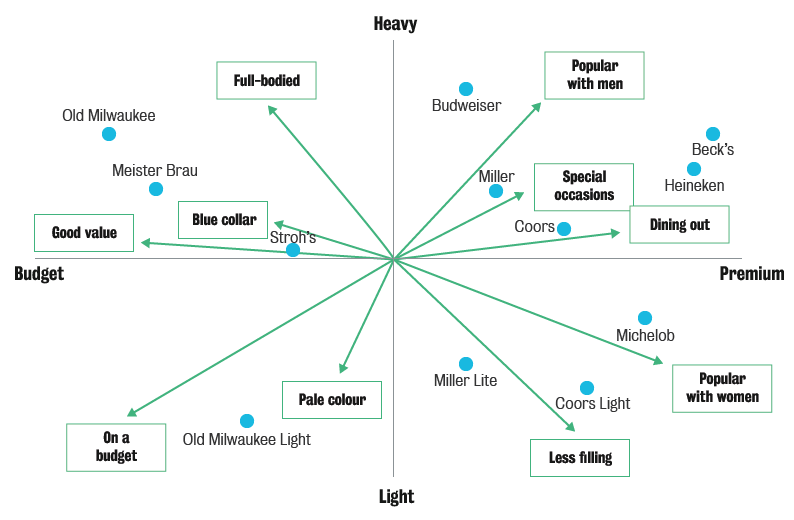 Heavy
Popular
with men
Full-bodied
Budweiser
Old Milwaukee
Beck's
Meister Brau
Miller
Special
occasions
Heineken
Blue collar
Good value
Stroh's
Coors
Dining out
Budget
Premium
Michelob
Miller Lite
Popular
with women
Pale colour
Coors Light
Old Milwaukee Light
On a
budget
Less filling
Light